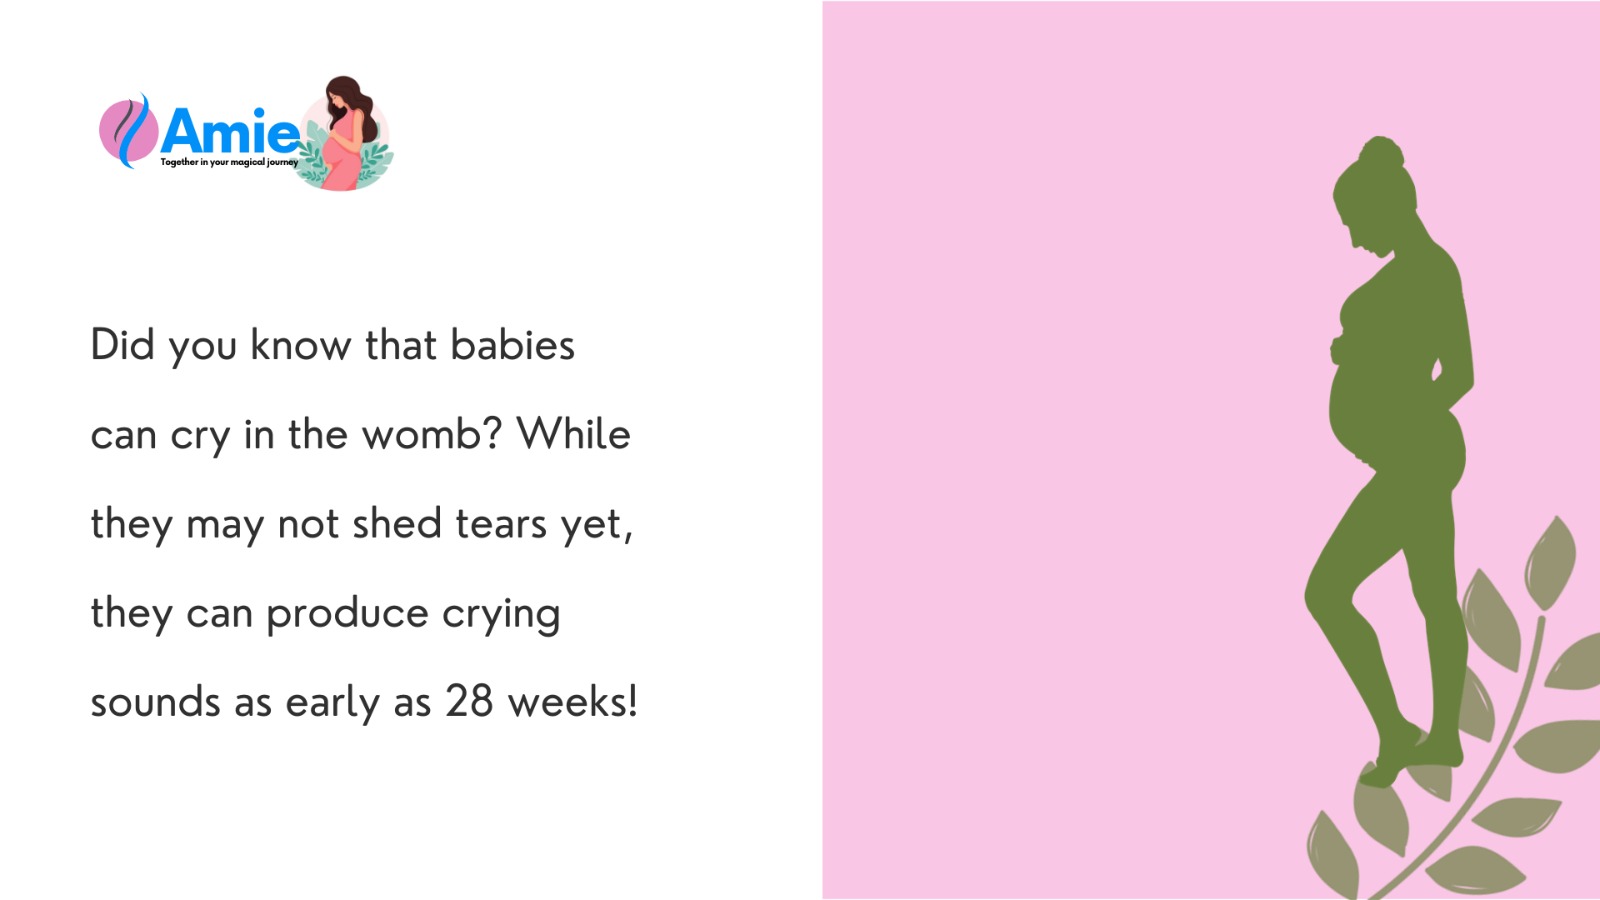 Amie
Together in your magical journey
Did you know that babies
can cry in the womb? While
they may not shed tears yet,
they can produce crying
sounds as early as 28 weeks!